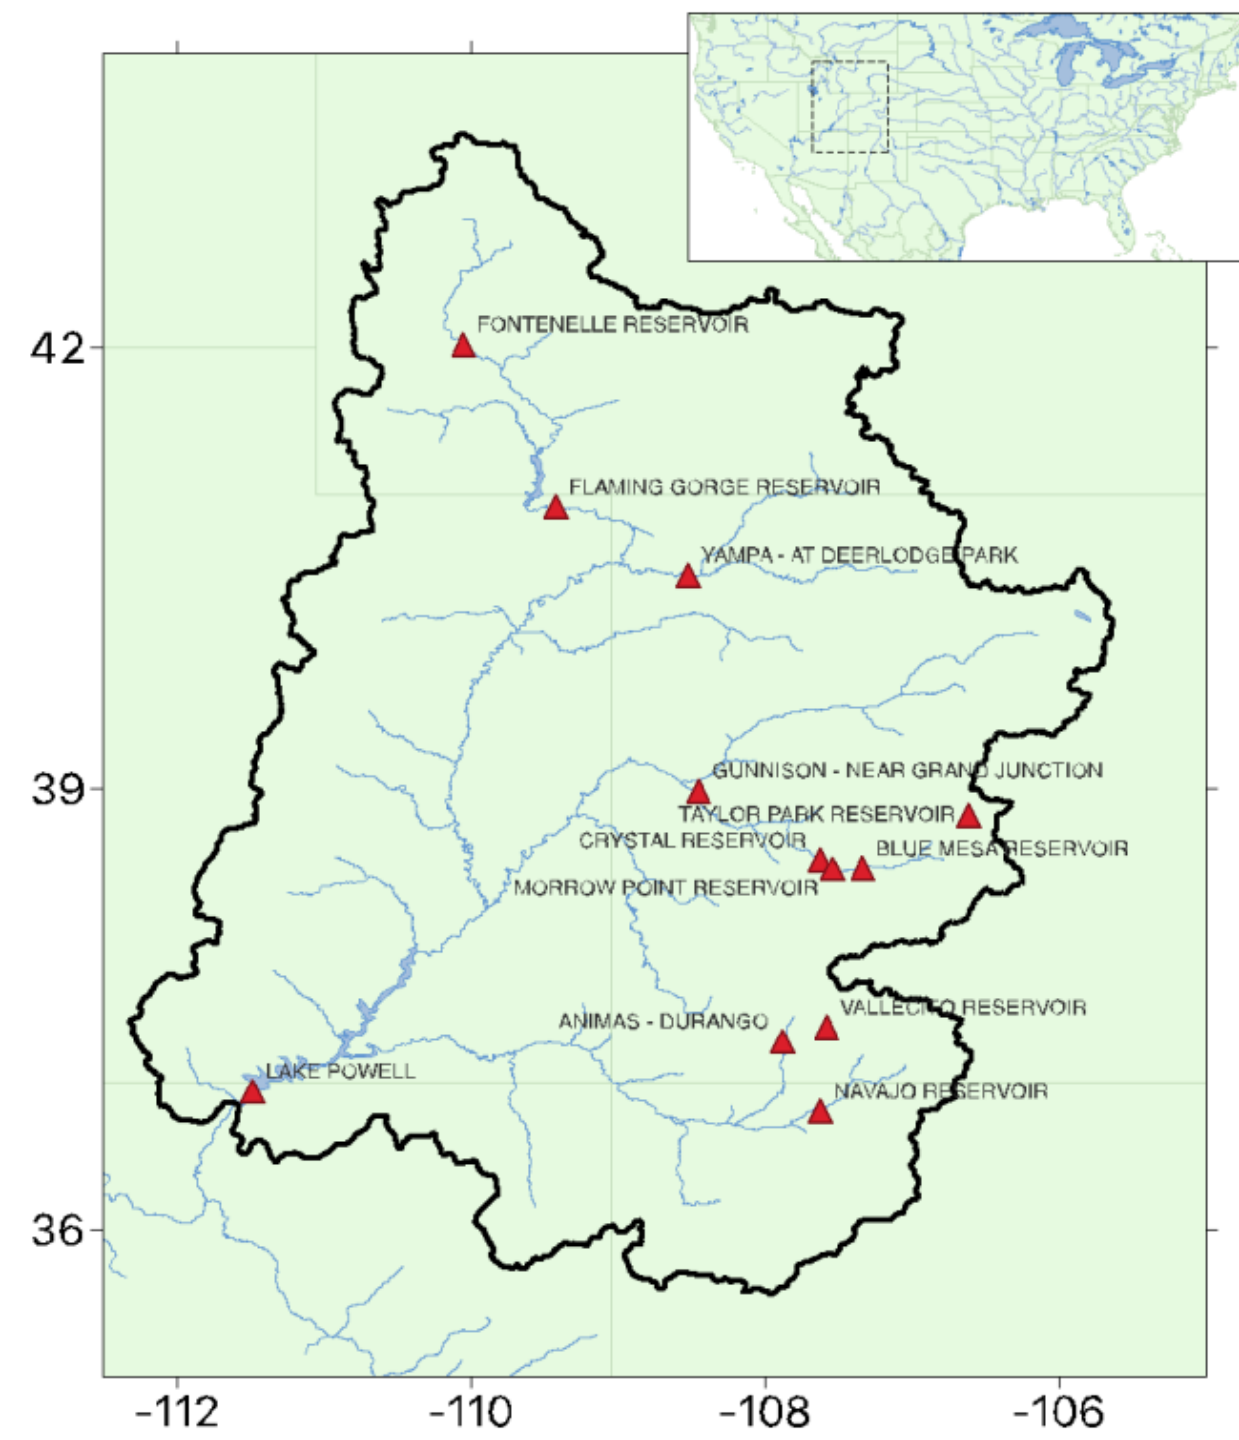 FONTENELLE RESERVOIR
42
FLAMING GORGE RESERVOIR
YAMPA - AT DEERLODGE PARK
GUNNISON - NEAR GRAND JUNCTION
39
TAYLOR PARK RESERVOIR
CRYSTAL RESERVOIR
BLUE MESA RESERVOIR
MORROW POINT RESERVOIR
VALLECITO RESERVOIR
ANIMAS - DURANGO
LAKE POWELL
NAVAJO RESERVOIR
36
-112
-110
-108
-106